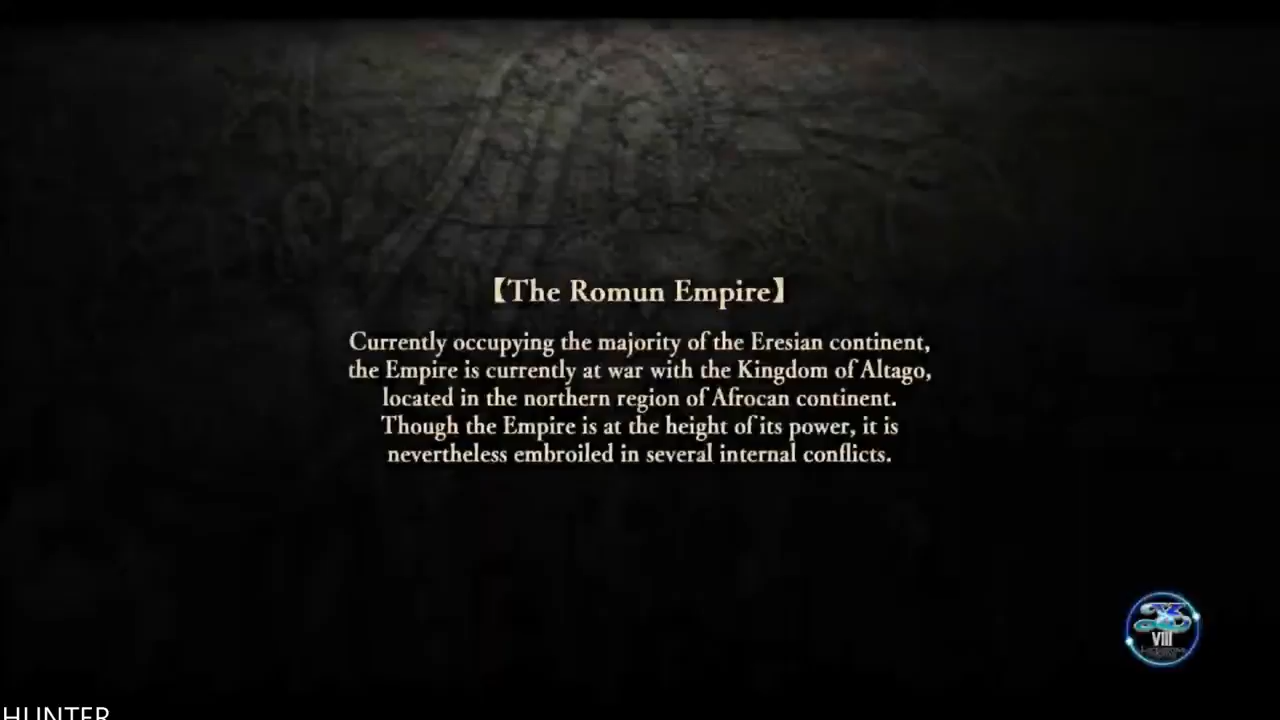 【The Romun Empire】
Currently occupying the majority of the Eresian continent,
the Empire is currently at war with the Kingdom of Altago,
located in the northern region of Afrocan continent.
Though the Empire is at the height of its power, it is
nevertheless embroiled in several internal conflicts.
Ys
VIII
HUNTER